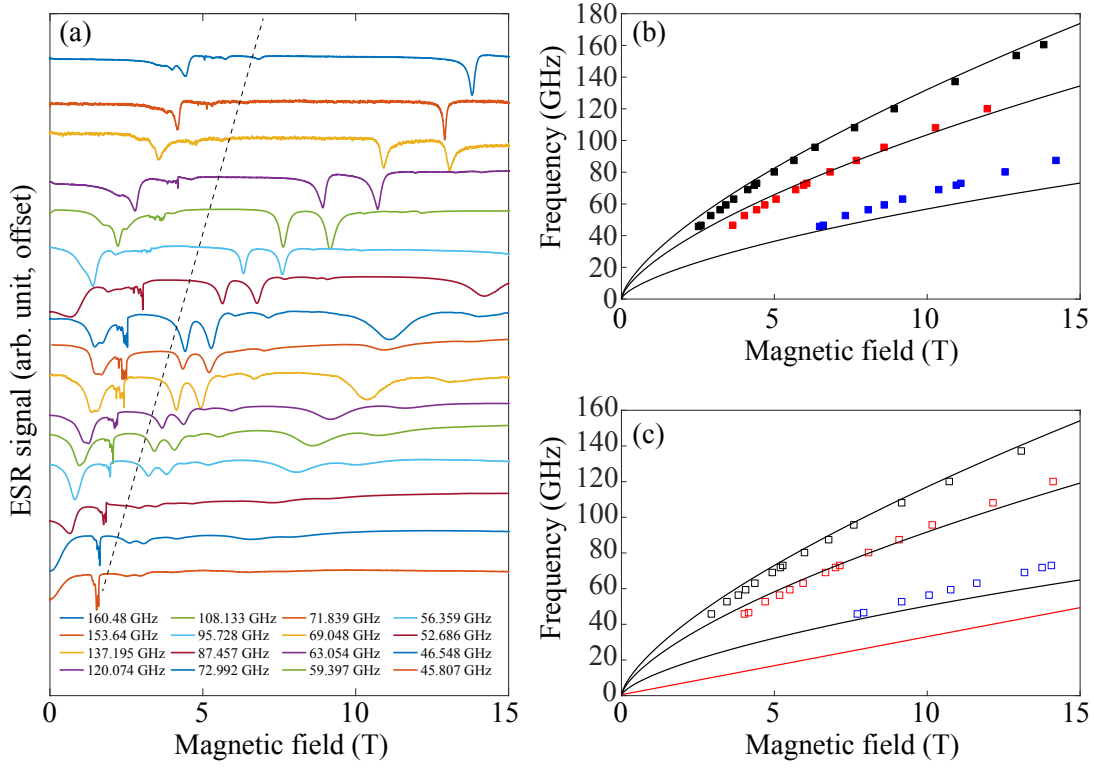 (a)
ESR signal (arb. unit, offset)
160.48 GHz
153.64 GHz
137.195 GHz
120.074 GHz
108.133 GHz
95.728 GHz
87.457 GHz
72.992 GHz
71.839 GHz
69.048 GHz
63.054 GHz
59.397 GHz
56.359 GHz
52.686 GHz
46.548 GHz
45.807 GHz
0 5 10 15
Magnetic field (T)
(b)
Frequency (GHz)
180
160
140
120
100
80
60
40
20
0
0 5 10 15
Magnetic field (T)
(c)
Frequency (GHz)
160
140
120
100
80
60
40
20
0
0 5 10 15
Magnetic field (T)